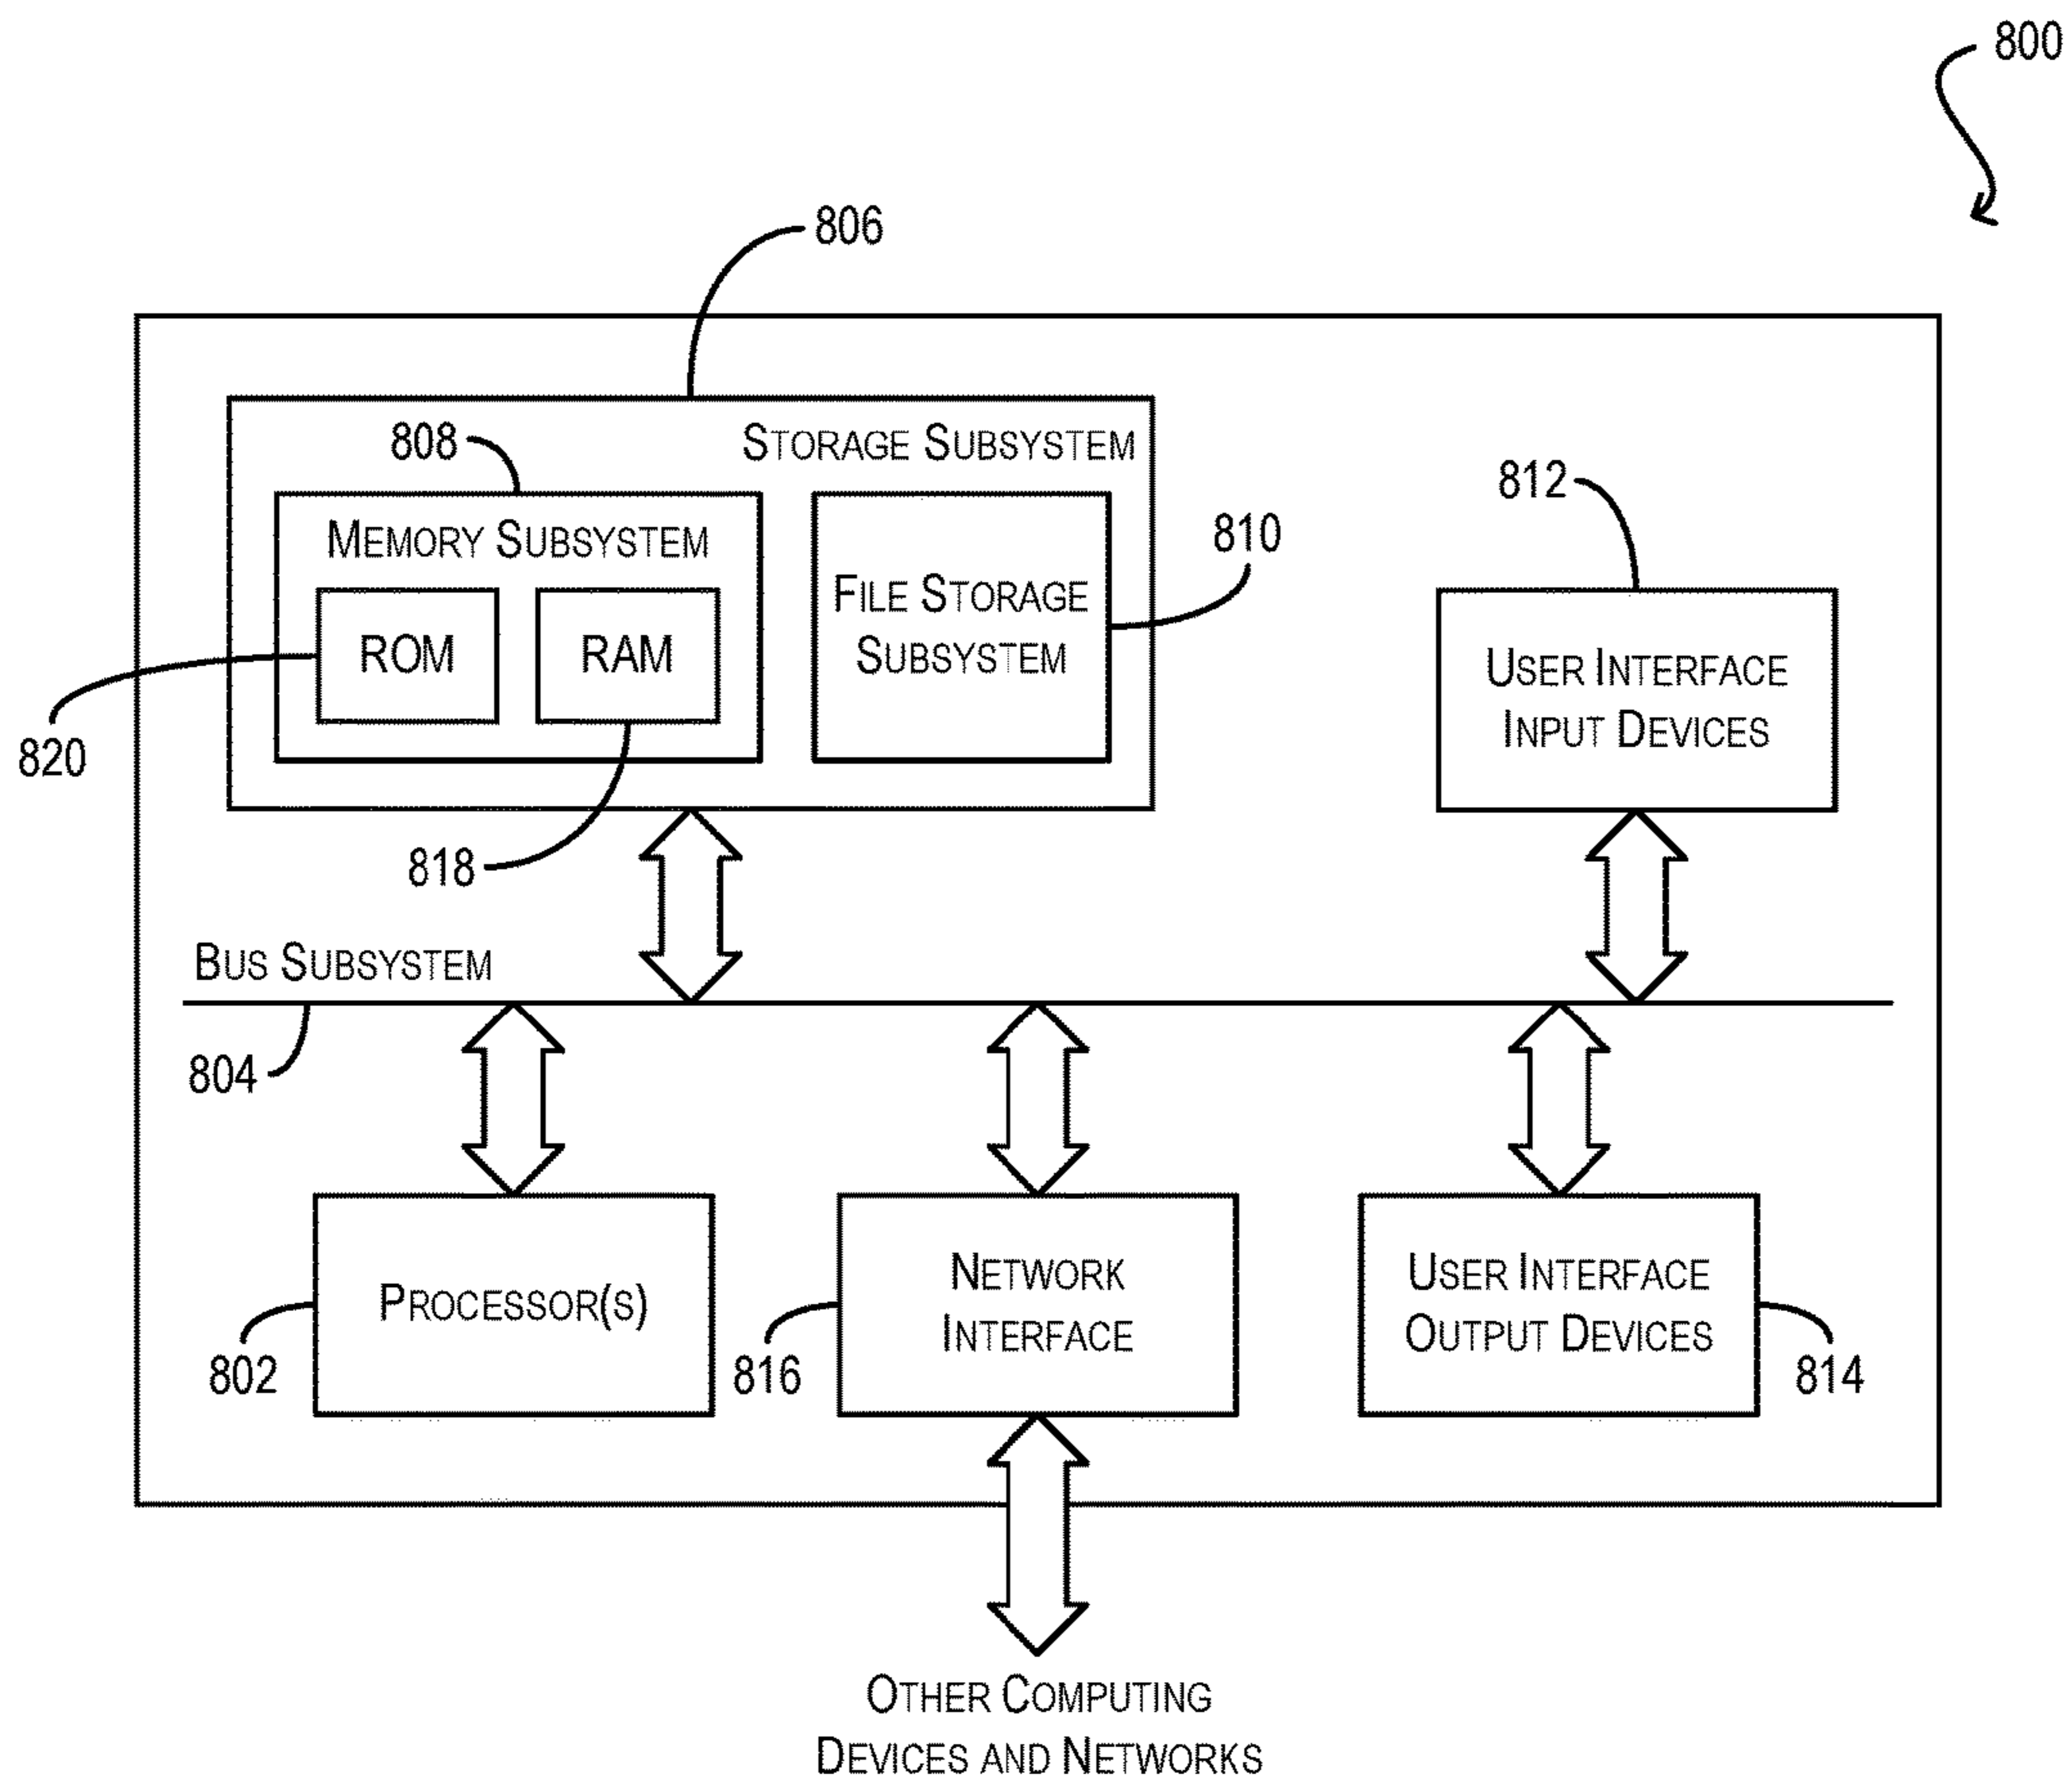 800
806
808
STORAGE SUBSYSTEM
812
MEMORY SUBSYSTEM
810
FILE STORAGE
SUBSYSTEM
ROM
RAM
USER INTERFACE
INPUT DEVICES
820
818
BUS SUBSYSTEM
804
PROCESSOR(S)
NETWORK
INTERFACE
USER INTERFACE
OUTPUT DEVICES
802
816
814
OTHER COMPUTING
DEVICES AND NETWORKS